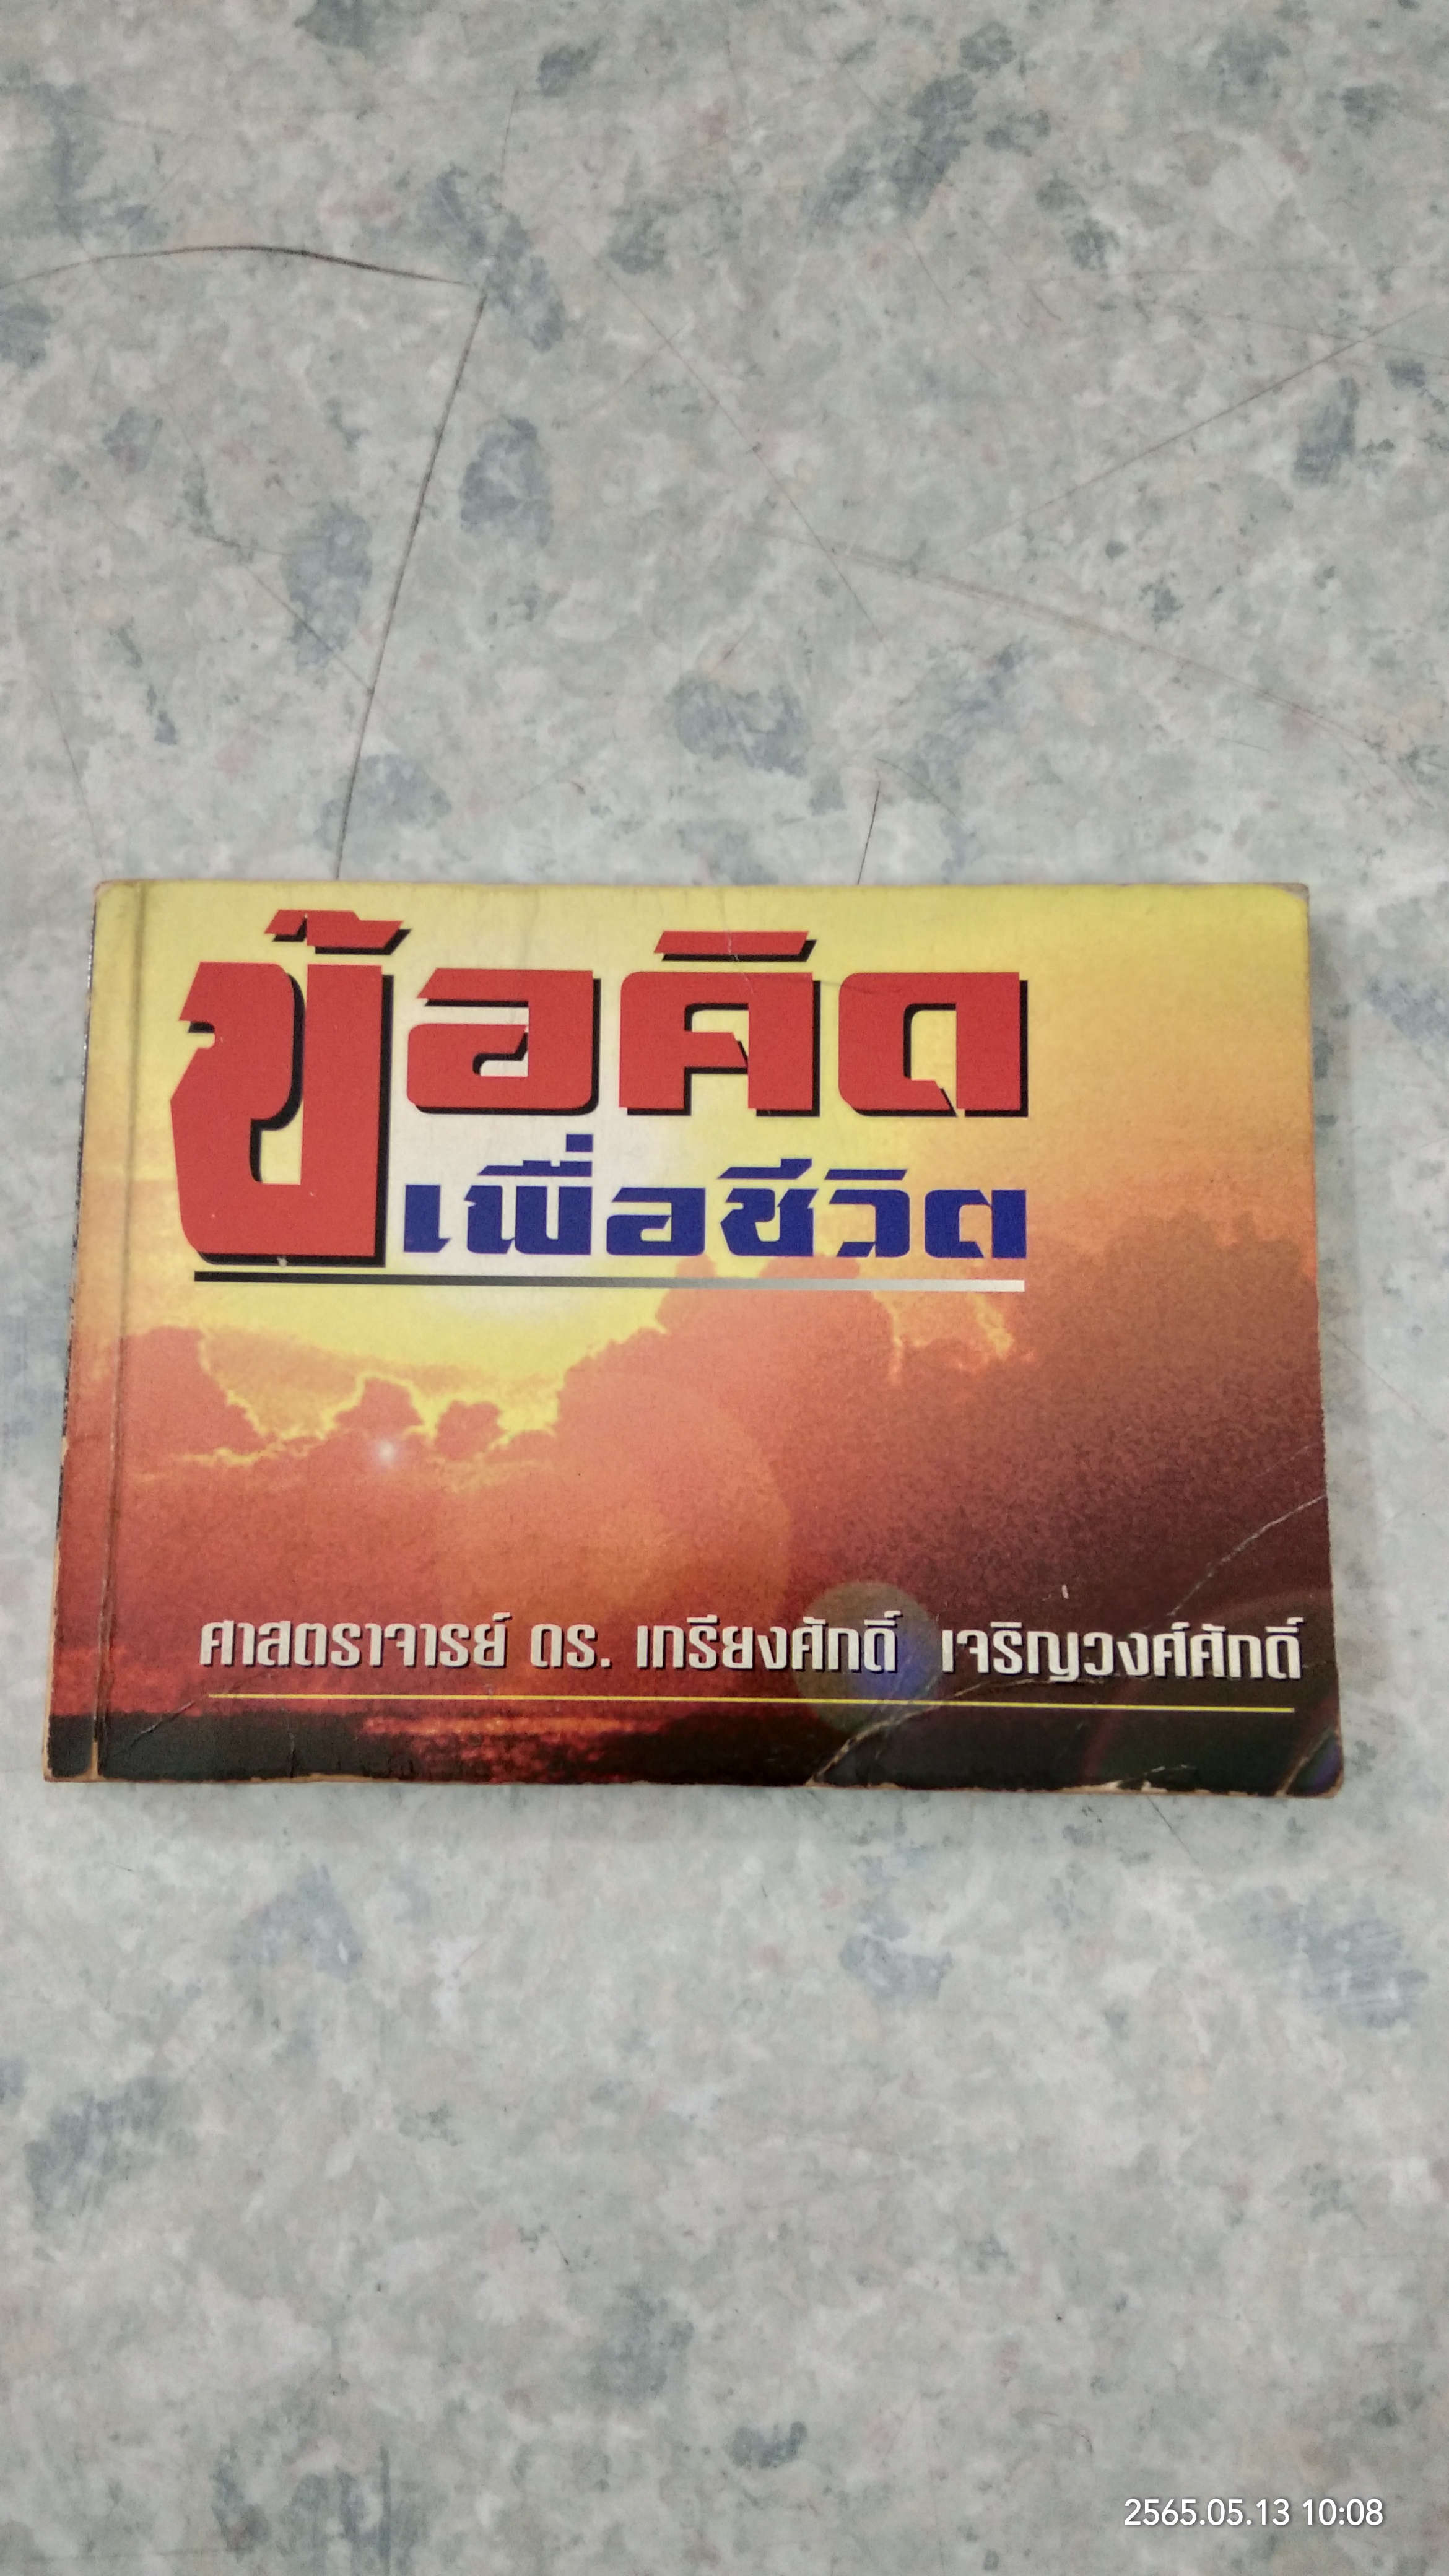 ข้อคิด
เพื่อชีวิต
ศาสตราจารย์ ดร. เกรียงศักดิ์ เจริญวงศ์ศักดิ์
2565.05.13 10:08